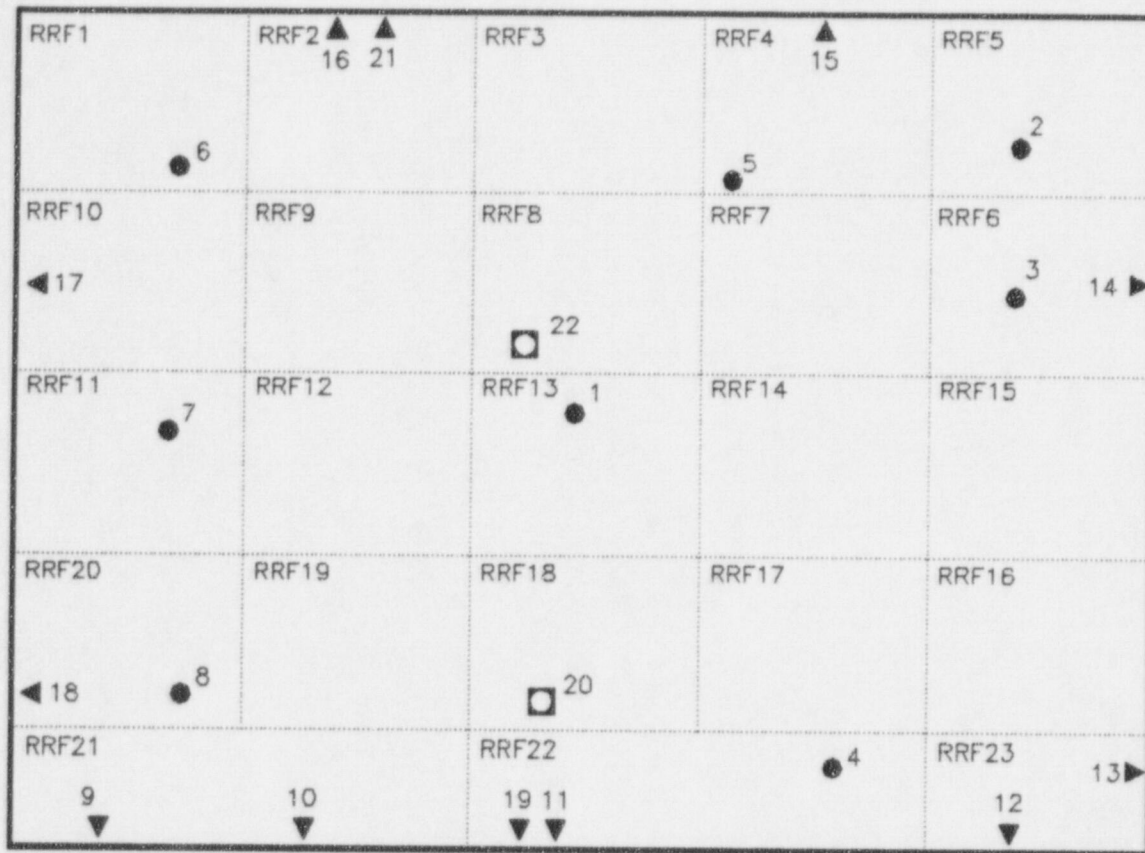 RRF1 RRF2 RRF3 RRF4 RRF5
16 21 15
2
6
5
RRF10 RRF9 RRF8 RRF7 RRF6
17 3 14
22
RRF11 RRF12 RRF13 1 RRF14 RRF15
7
RRF20 RRF19 RRF18 RRF17 RRF16
18 8 20
RRF21 RRF22 4 RRF23
13
9 10 19 11 12